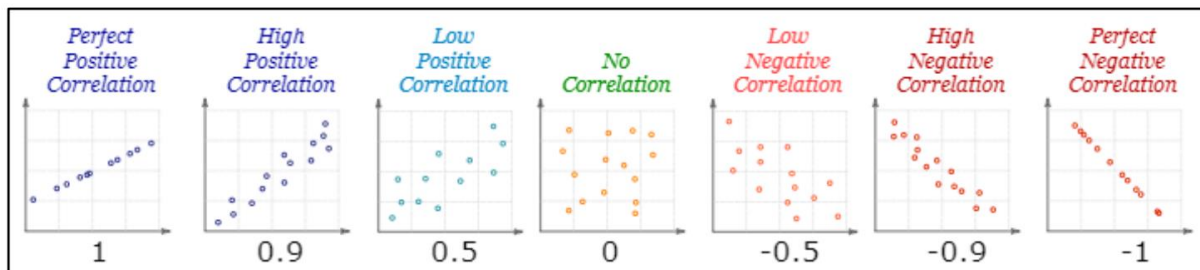 Perfect
Positive
Correlation
High
Positive
Correlation
Low
Positive
Correlation
No
Correlation
Low
Negative
Correlation
High
Negative
Correlation
Perfect
Negative
Correlation
1
0.9
0.5
0
-0.5
-0.9
-1